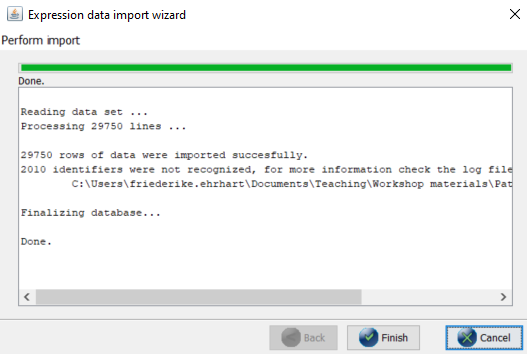 Expression data import wizard
Perform import
Done.
Reading data set ...
Processing 29750 lines ...
29750 rows of data were imported succesfully.
2010 identifiers were not recognized, for more information check the log file
C:\Users\friederike.ehrhart\Documents\Teaching\Workshop materials\Pat
Finalizing database...
Done.
Back Finish Cancel